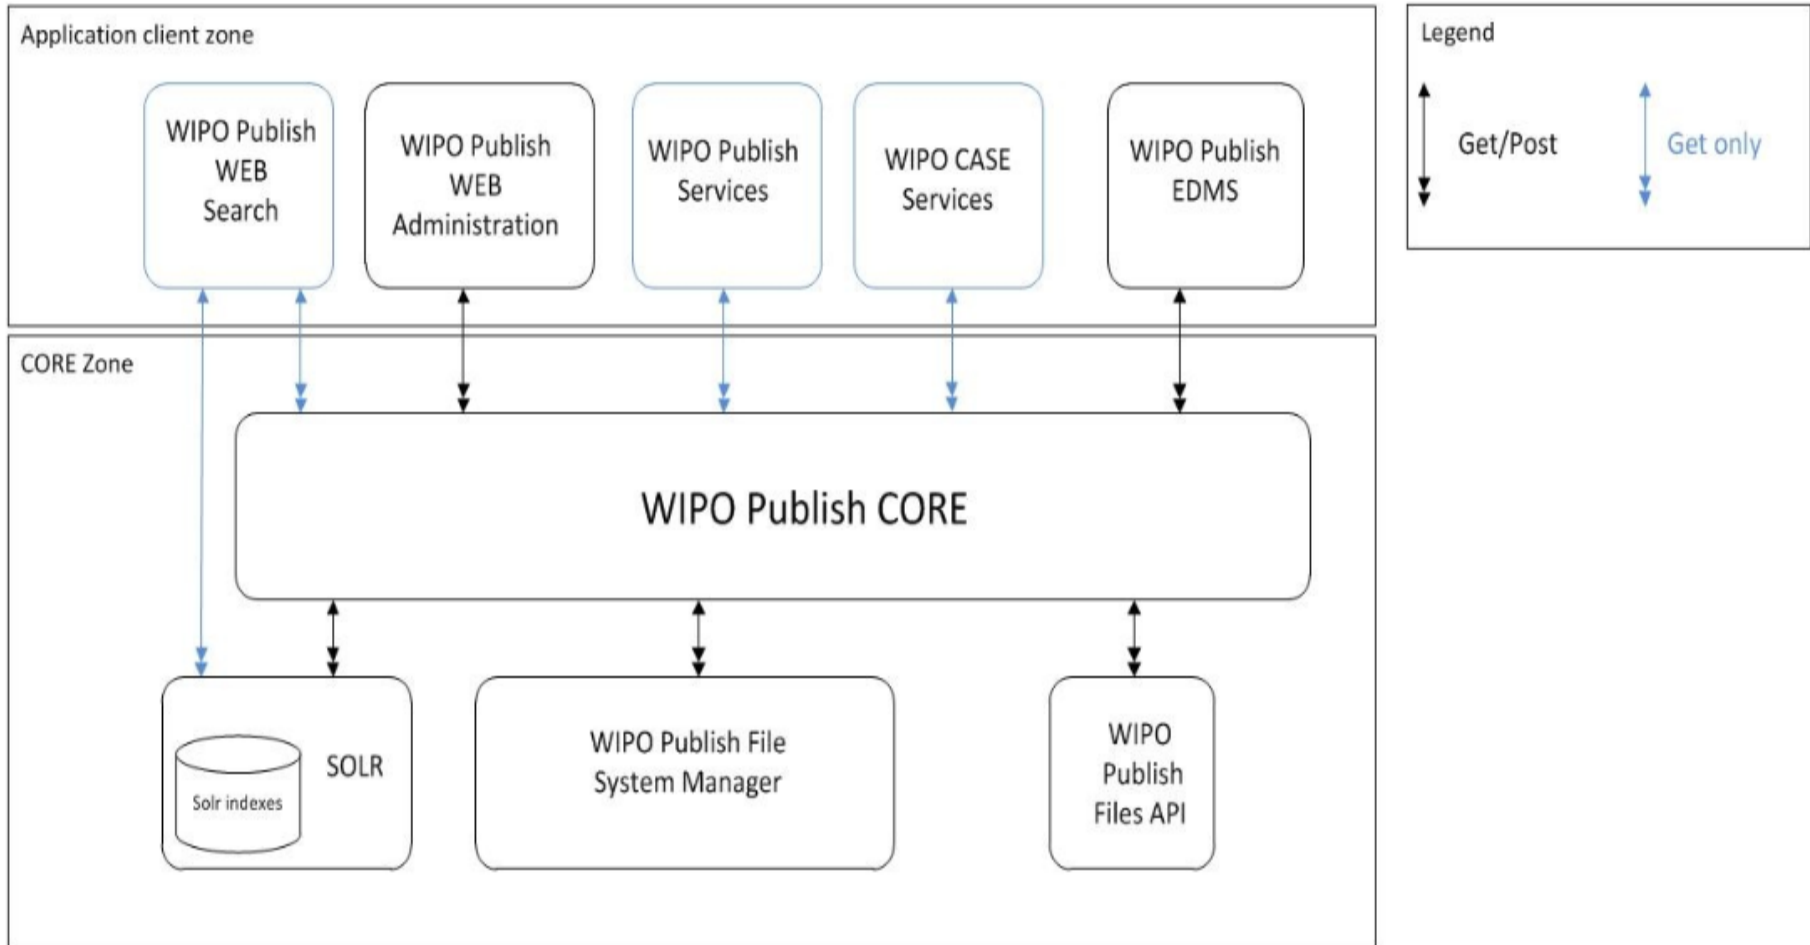 Application client zone
WIPO Publish
WEB
Search
WIPO Publish
WEB
Administration
WIPO Publish
Services
WIPO CASE
Services
WIPO Publish
EDMS
Legend
Get/Post
Get only
CORE Zone
WIPO Publish CORE
Solr indexes
SOLR
WIPO Publish File
System Manager
WIPO
Publish
Files API